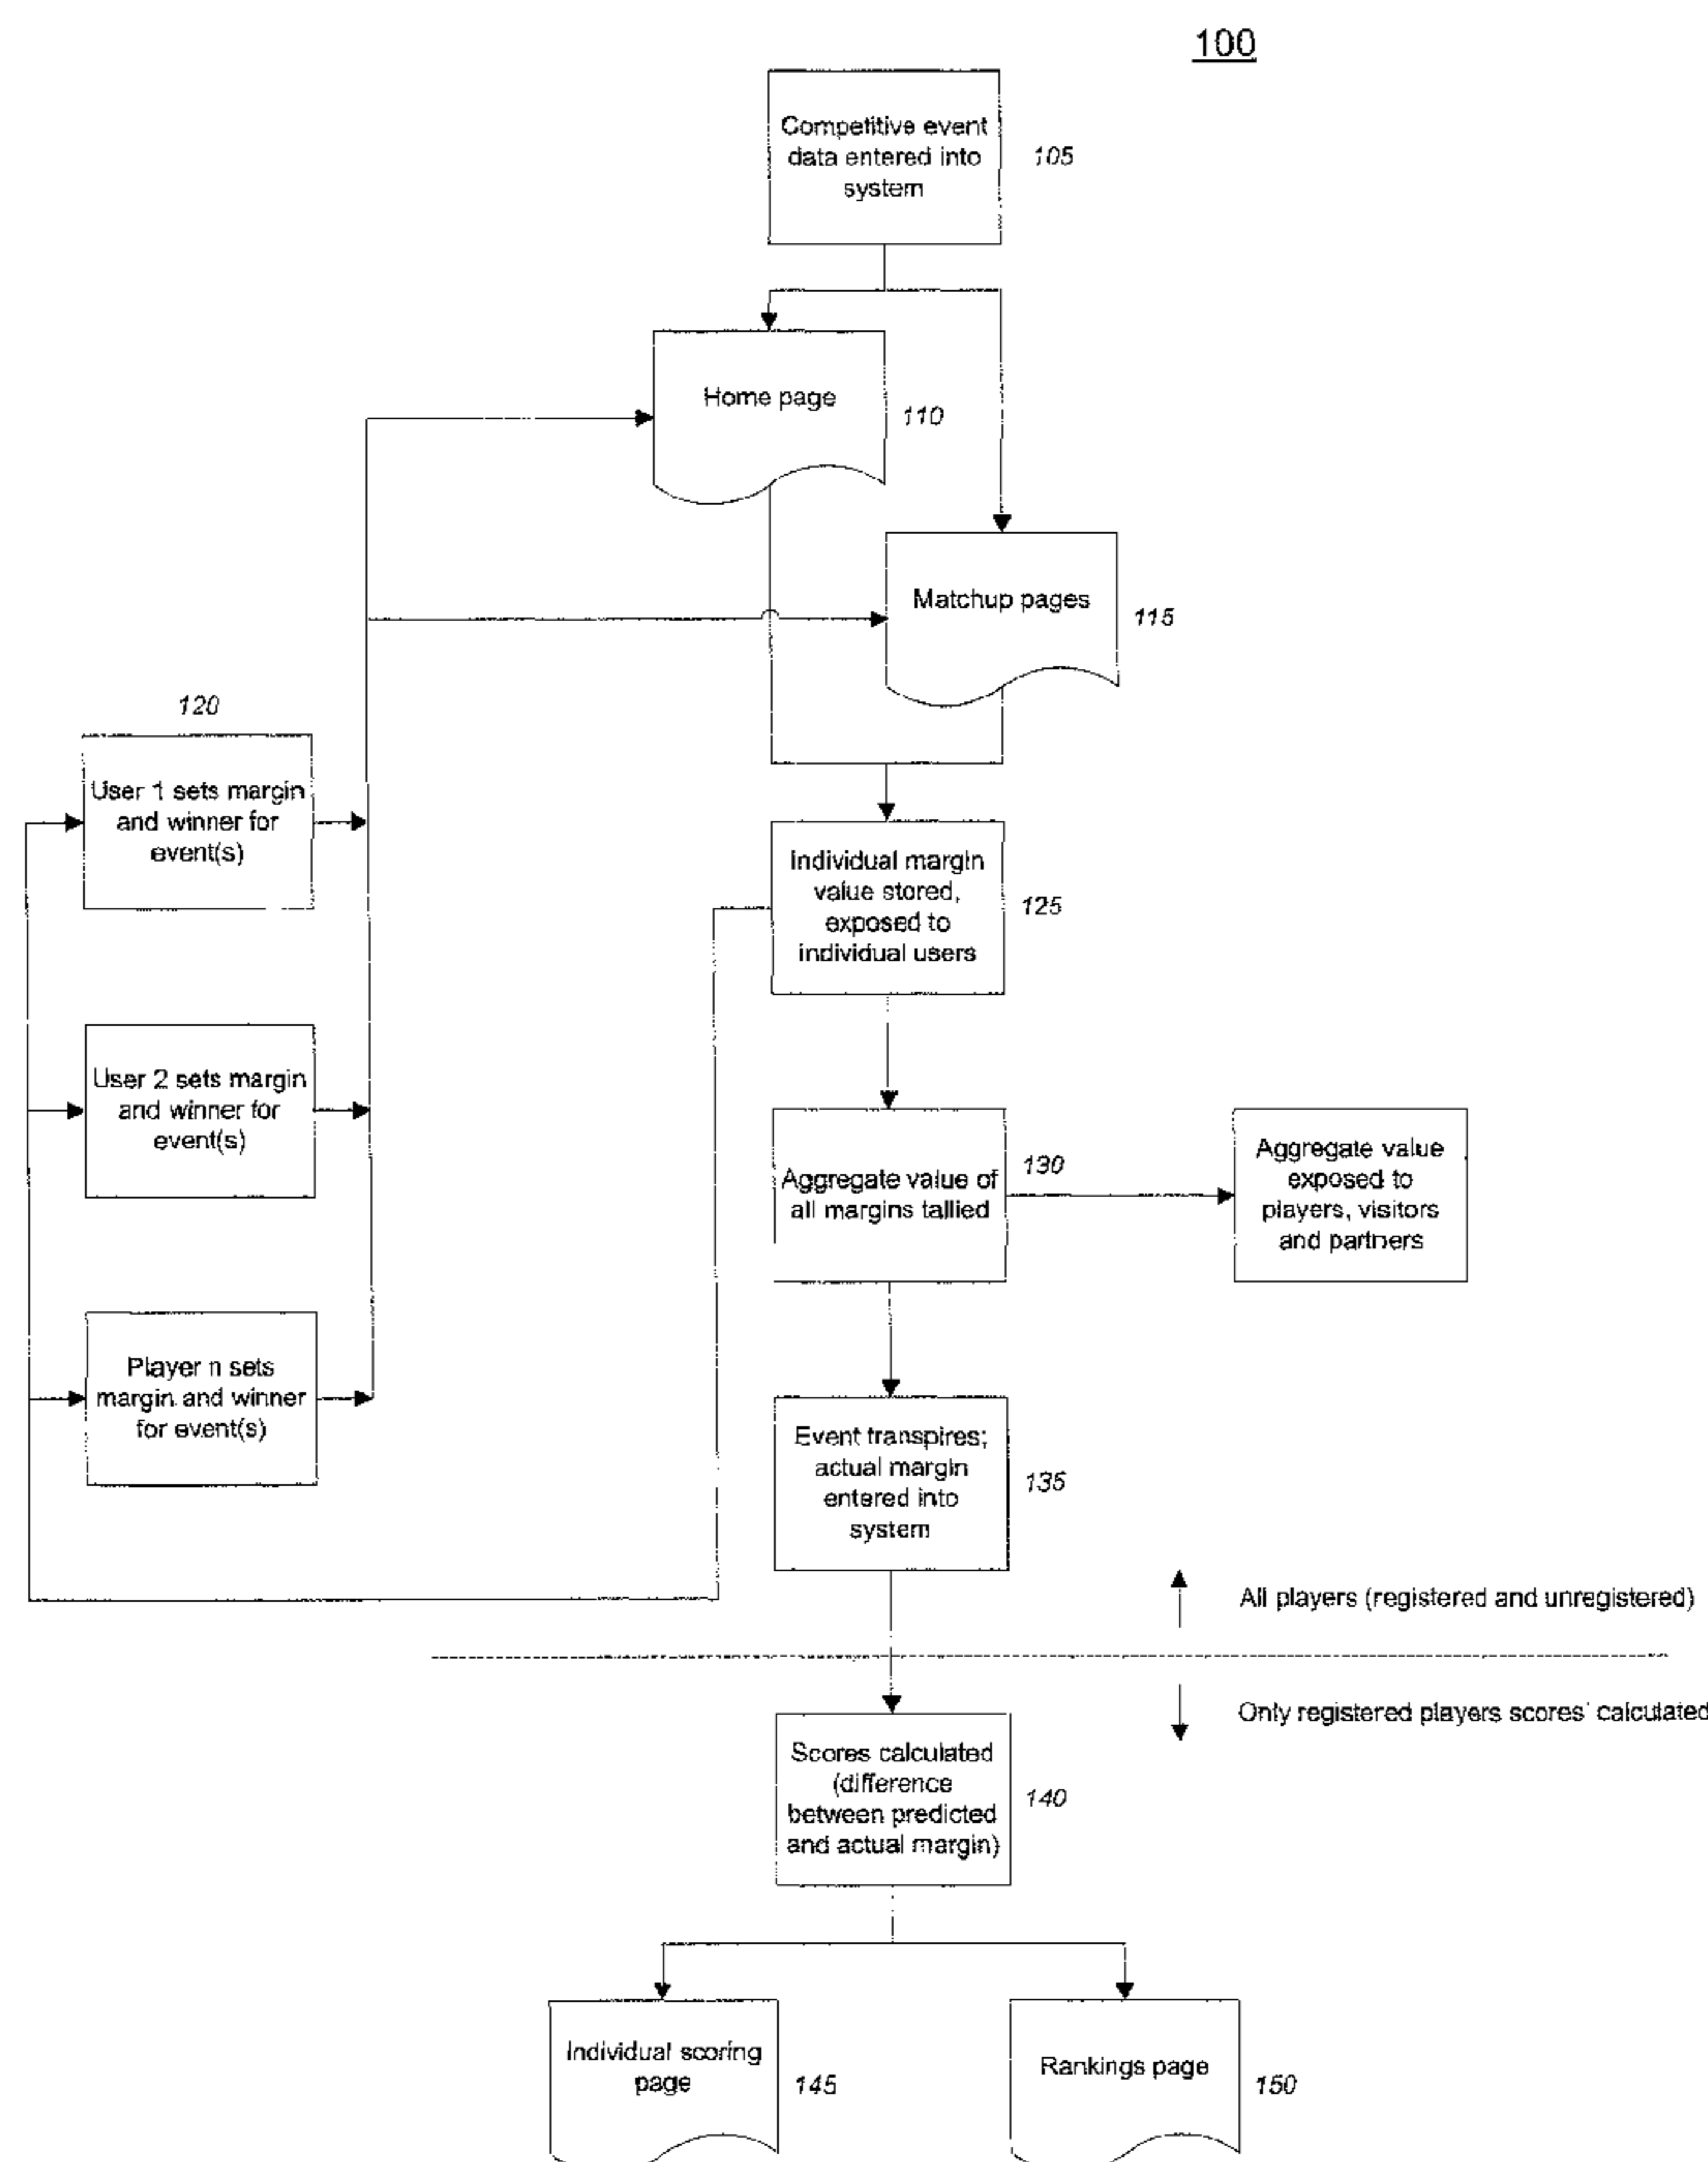 100
Competitive event
data entered into
system
105
Home page
110
Matchup pages
115
120
User 1 sets margin
and winner for
event(s)
Individual margin
value stored,
exposed to
individual users
125
User 2 sets margin
and winner for
event(s)
Aggregate value of
all margins tallied
130
Aggregate value
exposed to
players, visitors
and partners
Player n sets
margin and winner
for event(s)
Event transpires;
actual margin
entered into
system
135
All players (registered and unregistered)
Only registered players scores' calculated
Scores calculated
(difference
between predicted
and actual margin)
140
Individual scoring
page
145
Rankings page
150